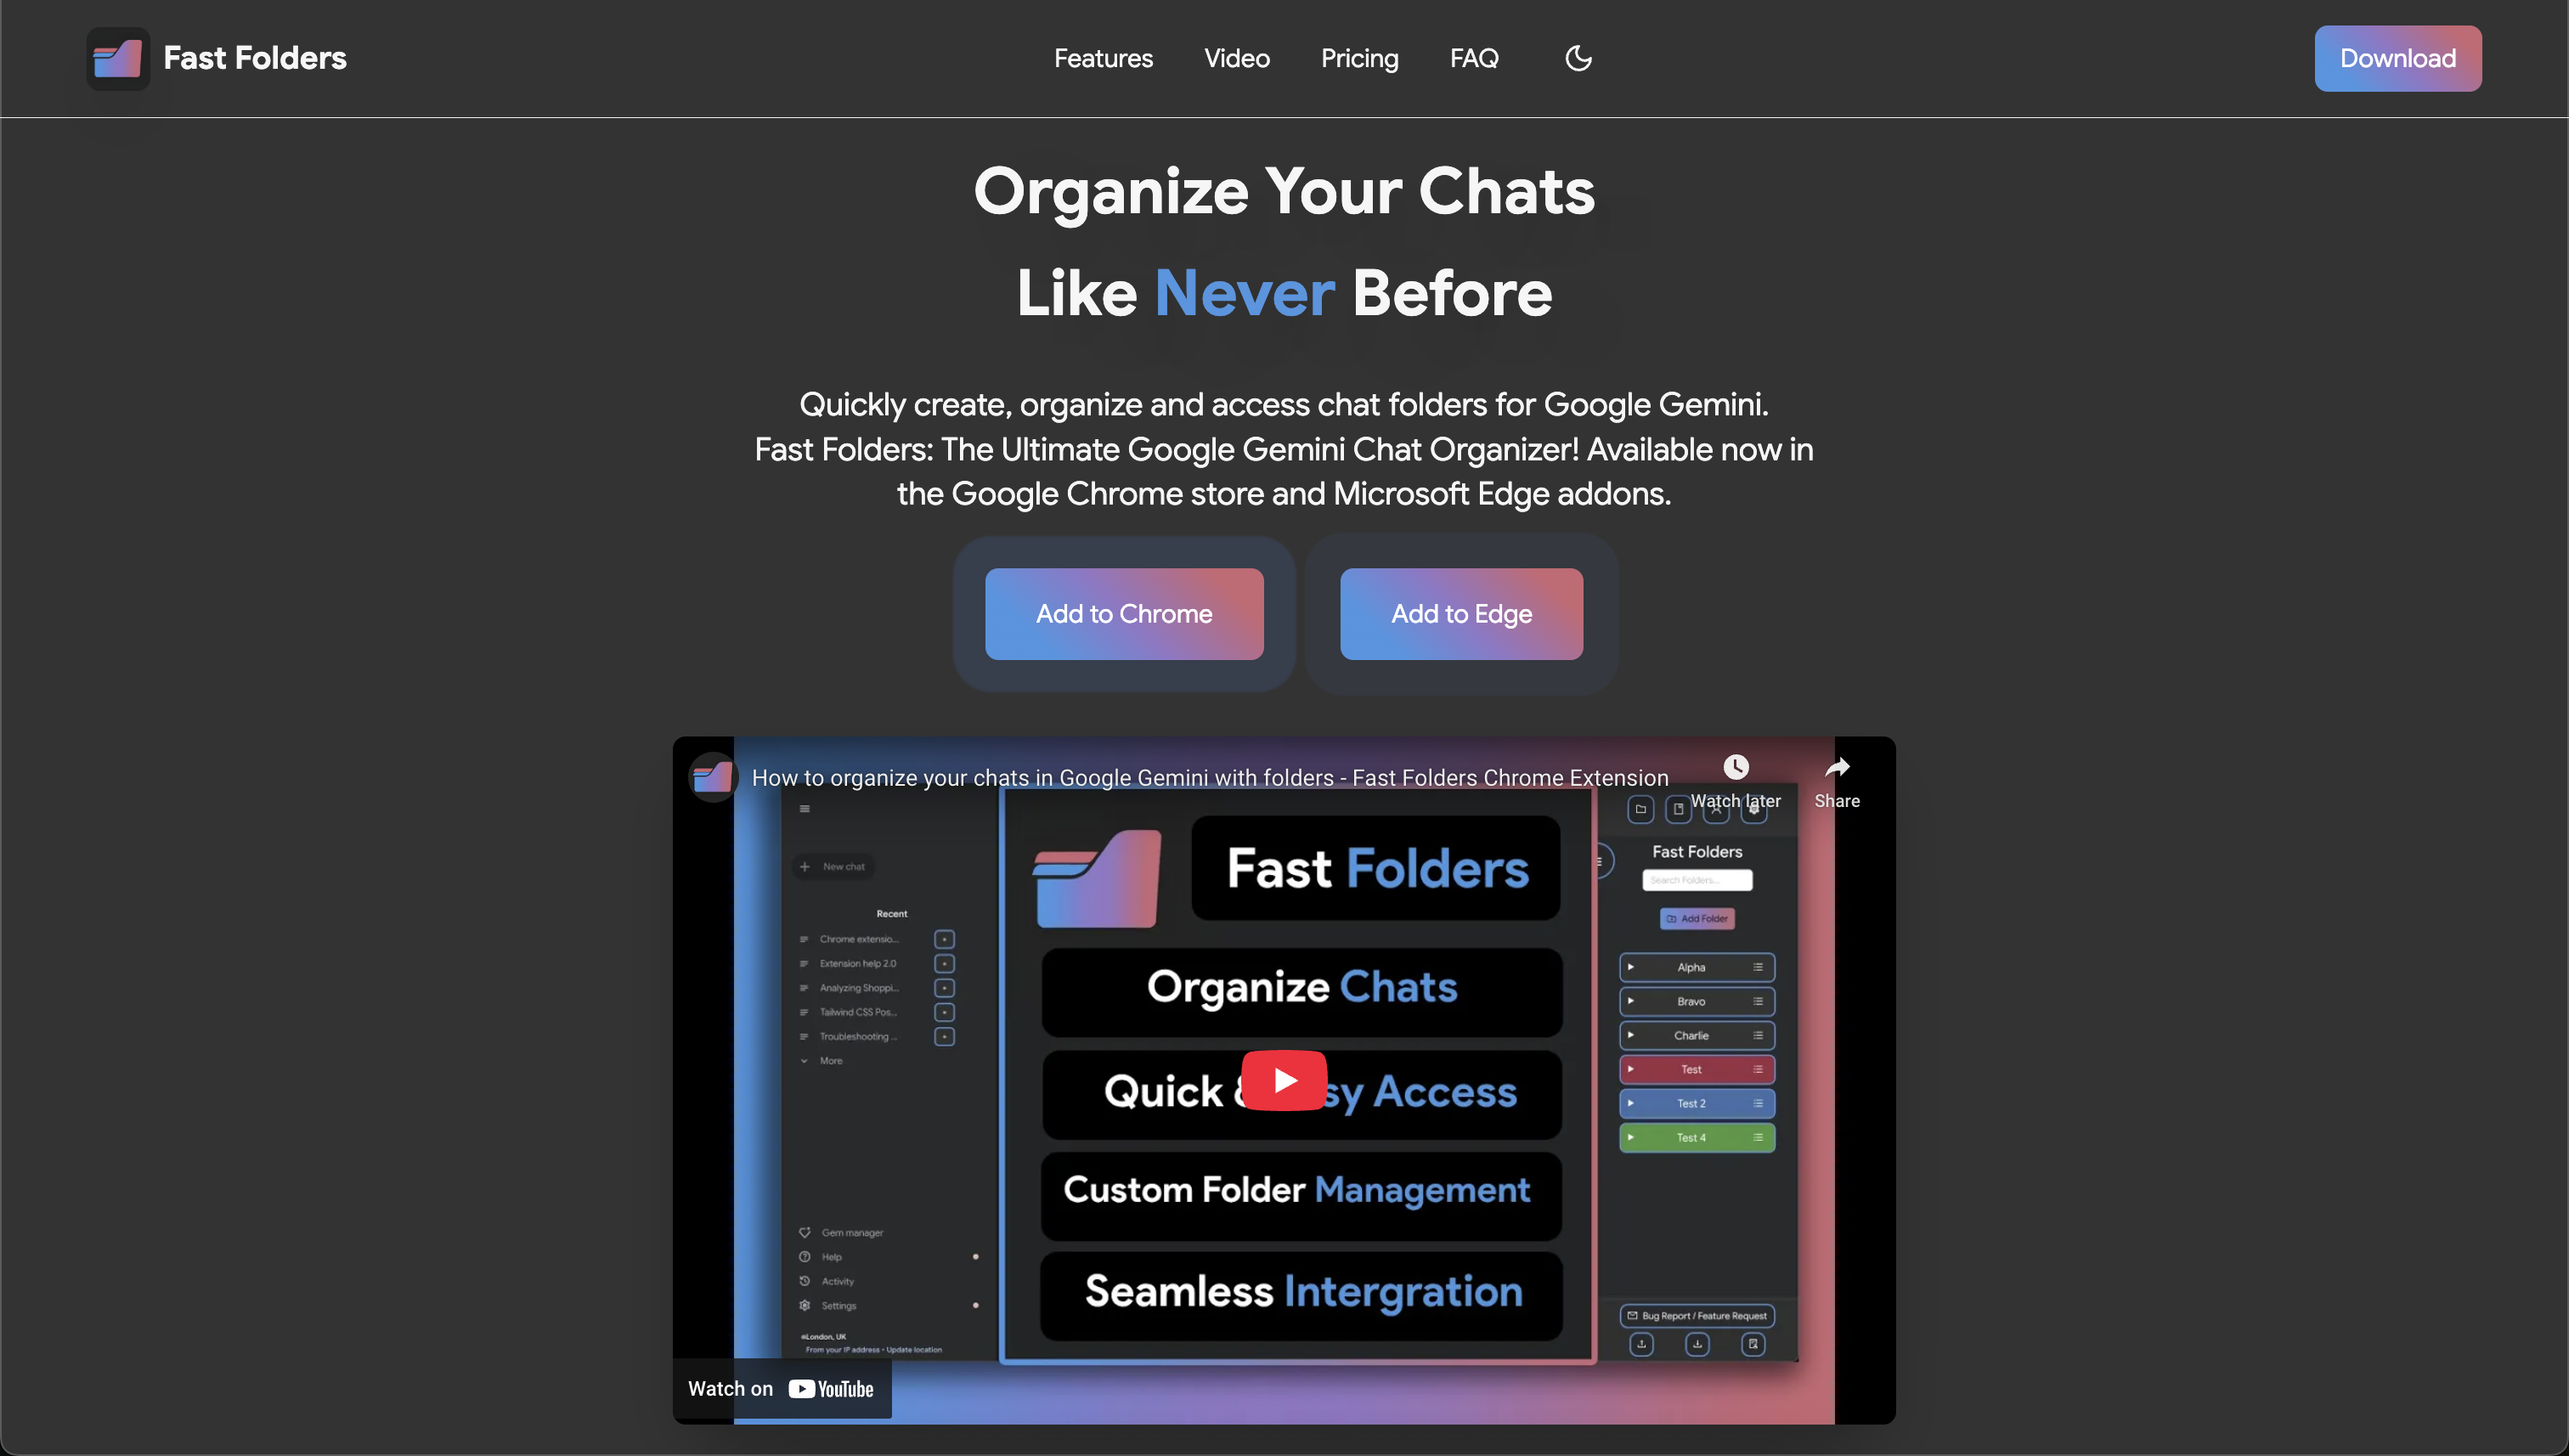 Fast Folders
Features
Video
Pricing
FAQ
Download
Organize Your Chats
Like Never Before
Quickly create, organize and access chat folders for Google Gemini.
Fast Folders: The Ultimate Google Gemini Chat Organizer! Available now in
the Google Chrome store and Microsoft Edge addons.
Add to Chrome
Add to Edge
How to organize your chats in Google Gemini with folders - Fast Folders Chrome Extension
Watch later
Share
New chat
Recent
Chrome extensio...
Extension help 2.0
Analyzing Shoppi...
Tailwind CSS Pos...
Troubleshooting ...
More
Gem manager
Help
Activity
Settings
London, UK
From your IP address • Update location
Fast Folders
Organize Chats
Quick & sy Access
Custom Folder Management
Seamless Intergration
Fast Folders
Search Folders...
Add Folder
Alpha
Bravo
Charlie
Test
Test 2
Test 4
Bug Report / Feature Request
Watch on YouTube